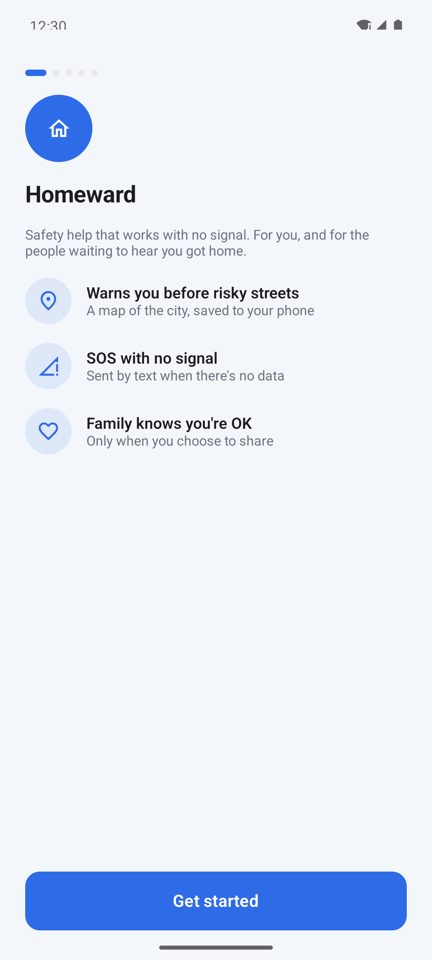 12:30
Homeward
Safety help that works with no signal. For you, and for the
people waiting to hear you got home.
Warns you before risky streets
A map of the city, saved to your phone
SOS with no signal
Sent by text when there's no data
Family knows you're OK
Only when you choose to share
Get started